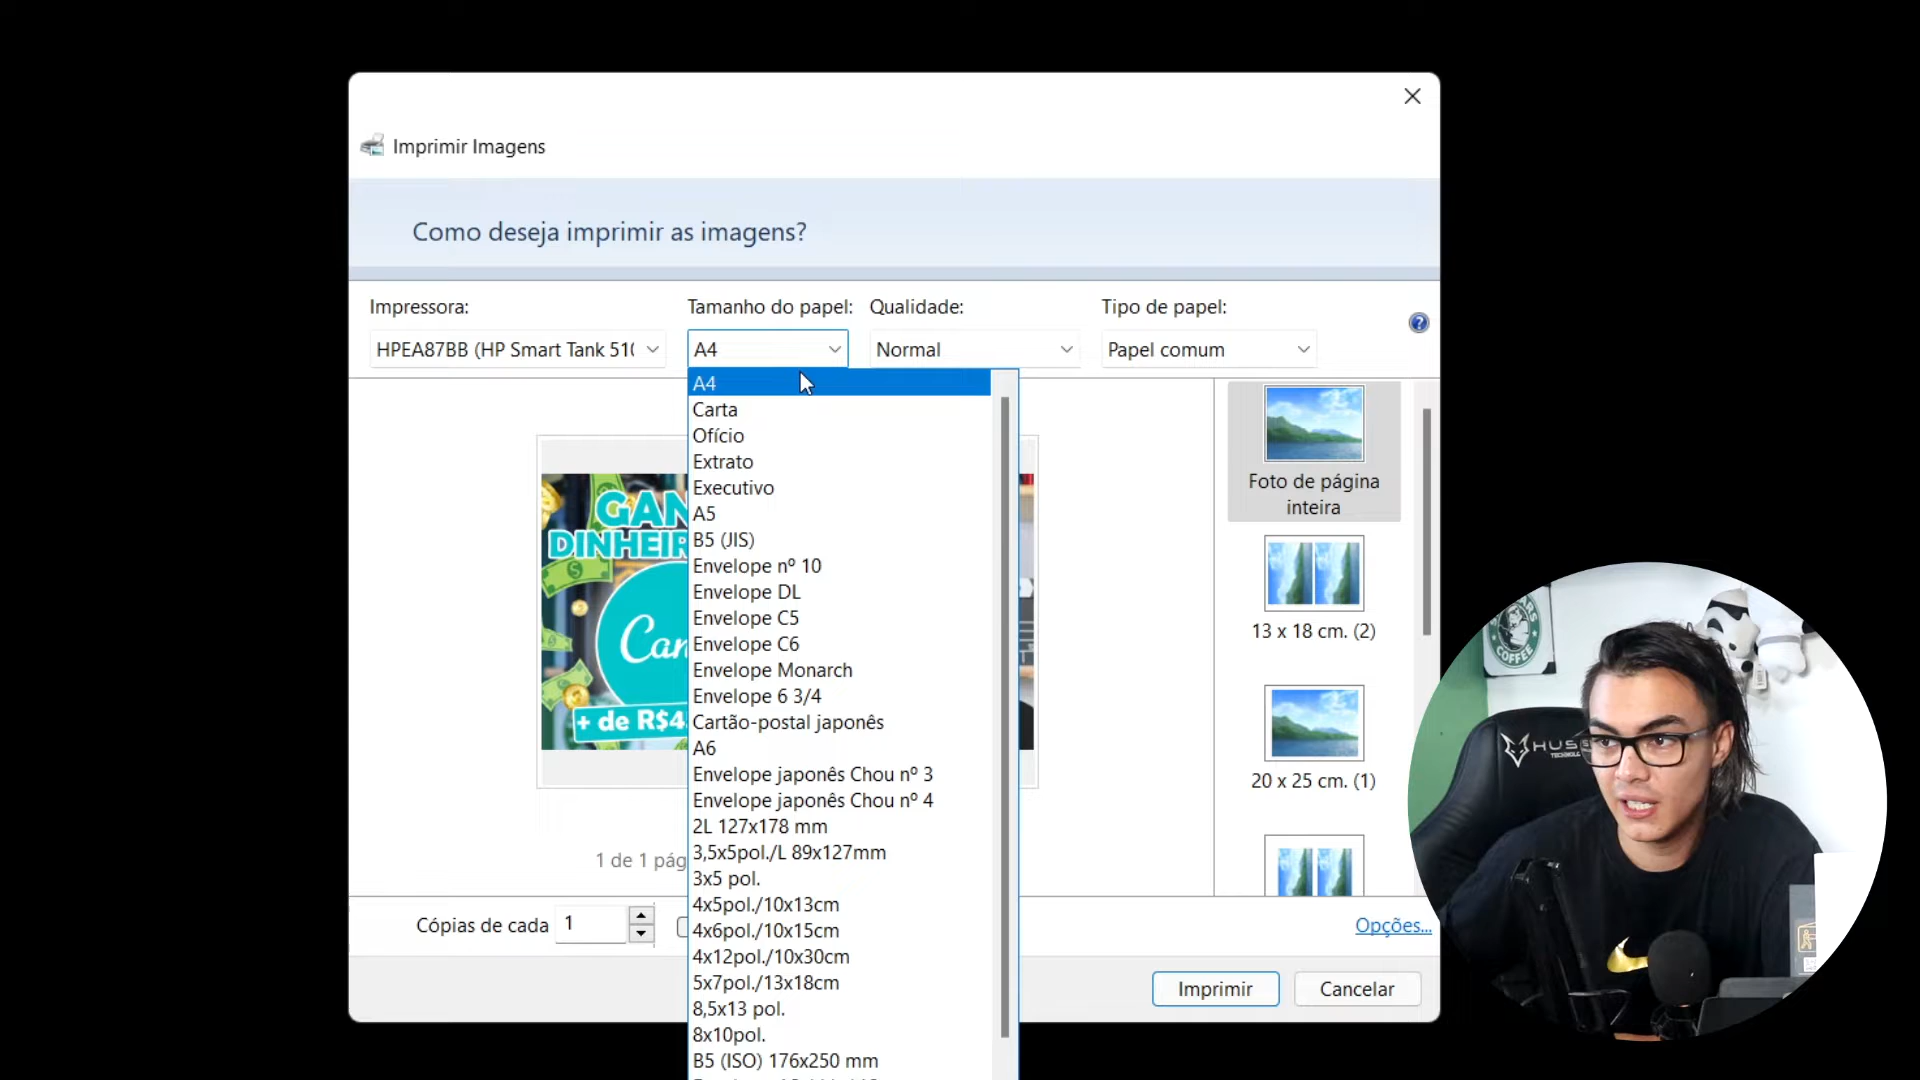 Imprimir Imagens
Como deseja imprimir as imagens?
Impressora:
Tamanho do papel:
Qualidade:
Tipo de papel:
HPEA87BB (HP Smart Tank 51
A4
Normal
Papel comum
A4
Carta
Ofício
Extrato
Executivo
A5
B5 (JIS)
Envelope nº 10
Envelope DL
Envelope C5
Envelope C6
Envelope Monarch
Envelope 6 3/4
Cartão-postal japonês
A6
Envelope japonês Chou nº 3
Envelope japonês Chou nº 4
2L 127x178 mm
3,5x5pol./L 89x127mm
3x5 pol.
4x5pol./10x13cm
4x6pol./10x15cm
4x12pol./10x30cm
5x7pol./13x18cm
8,5x13 pol.
8x10pol.
B5 (ISO) 176x250 mm
GAN
DINHEIR
Can
+ de R$4
1 de 1 pág
Foto de página
inteira
13 x 18 cm. (2)
20 x 25 cm. (1)
Cópias de cada
1
Opções...
Imprimir
Cancelar
COFFEE
HUS